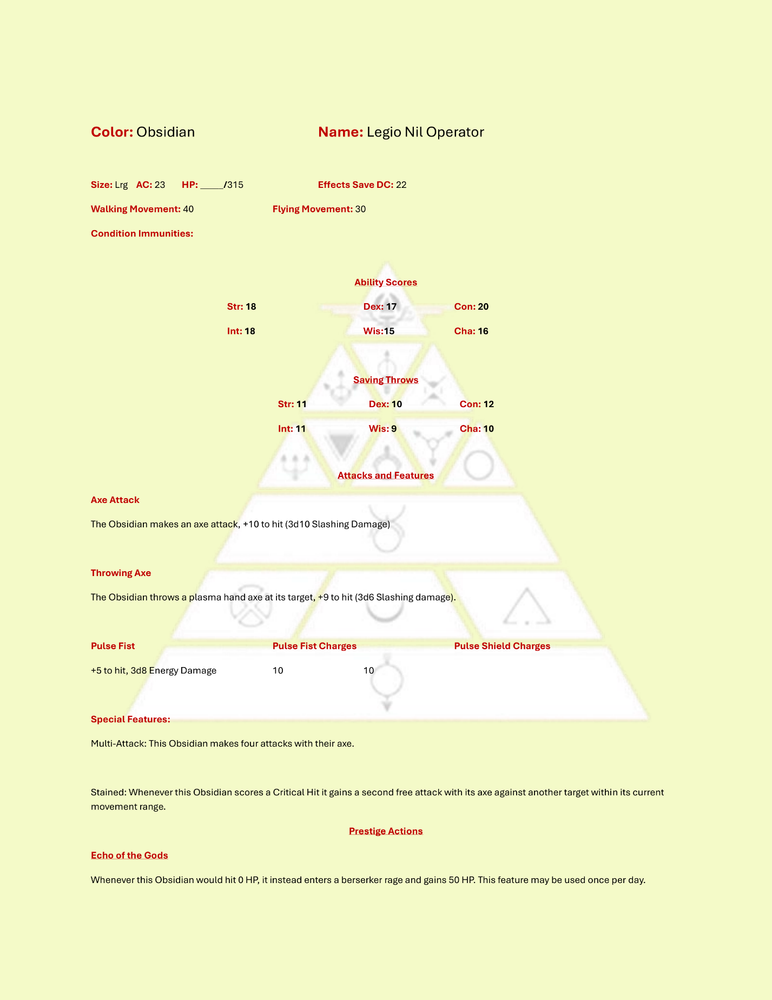 Color: Obsidian Name: Legio Nil Operator
Size: Lrg AC: 23 HP: _____/315 Effects Save DC: 22
Walking Movement: 40 Flying Movement: 30
Condition Immunities:
Ability Scores
Str: 18 Dex: 17 Con: 20
Int: 18 Wis:15 Cha: 16
Saving Throws
Str: 11 Dex: 10 Con: 12
Int: 11 Wis: 9 Cha: 10
Attacks and Features
Axe Attack
The Obsidian makes an axe attack, +10 to hit (3d10 Slashing Damage)
Throwing Axe
The Obsidian throws a plasma hand axe at its target, +9 to hit (3d6 Slashing damage).
Pulse Fist Pulse Fist Charges Pulse Shield Charges
+5 to hit, 3d8 Energy Damage 10 10
Special Features:
Multi-Attack: This Obsidian makes four attacks with their axe.
Stained: Whenever this Obsidian scores a Critical Hit it gains a second free attack with its axe against another target within its current
movement range.
Prestige Actions
Echo of the Gods
Whenever this Obsidian would hit 0 HP, it instead enters a berserker rage and gains 50 HP. This feature may be used once per day.